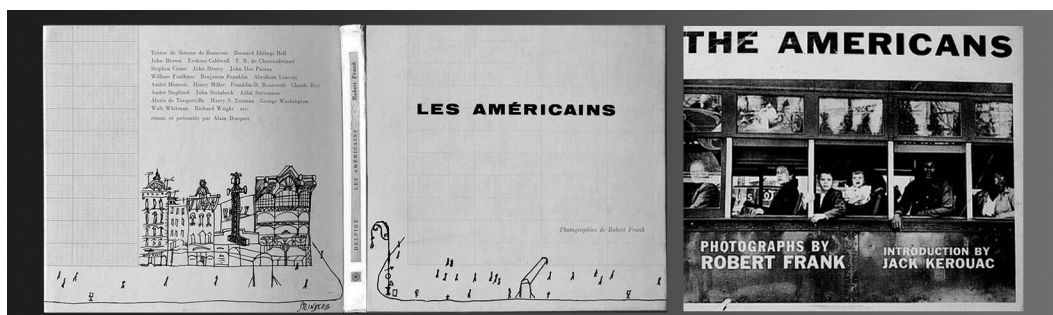 Textes de Simone de Beauvoir Bernard Iddings Bell
John Brown Erskine Caldwell F. R. de Chateaubriand
Stephen Crane John Dewey John Dos Passos
William Faulkner Benjamin Franklin Abraham Lincoln
André Maurois Henry Miller Franklin-D. Roosevelt Claude Roy
André Siegfried John Steinbeck Adlai Stevenson
Alexis de Tocqueville Harry S. Truman George Washington
Walt Whitman Richard Wright etc.
réunis et présentés par Alain Bosquet.
STEINBERG
DELPIRE LES AMÉRICAINS Robert Frank
LES AMÉRICAINS
Photographies de Robert Frank
THE AMERICANS
PHOTOGRAPHS BY
ROBERT FRANK
INTRODUCTION BY
JACK KEROUAC